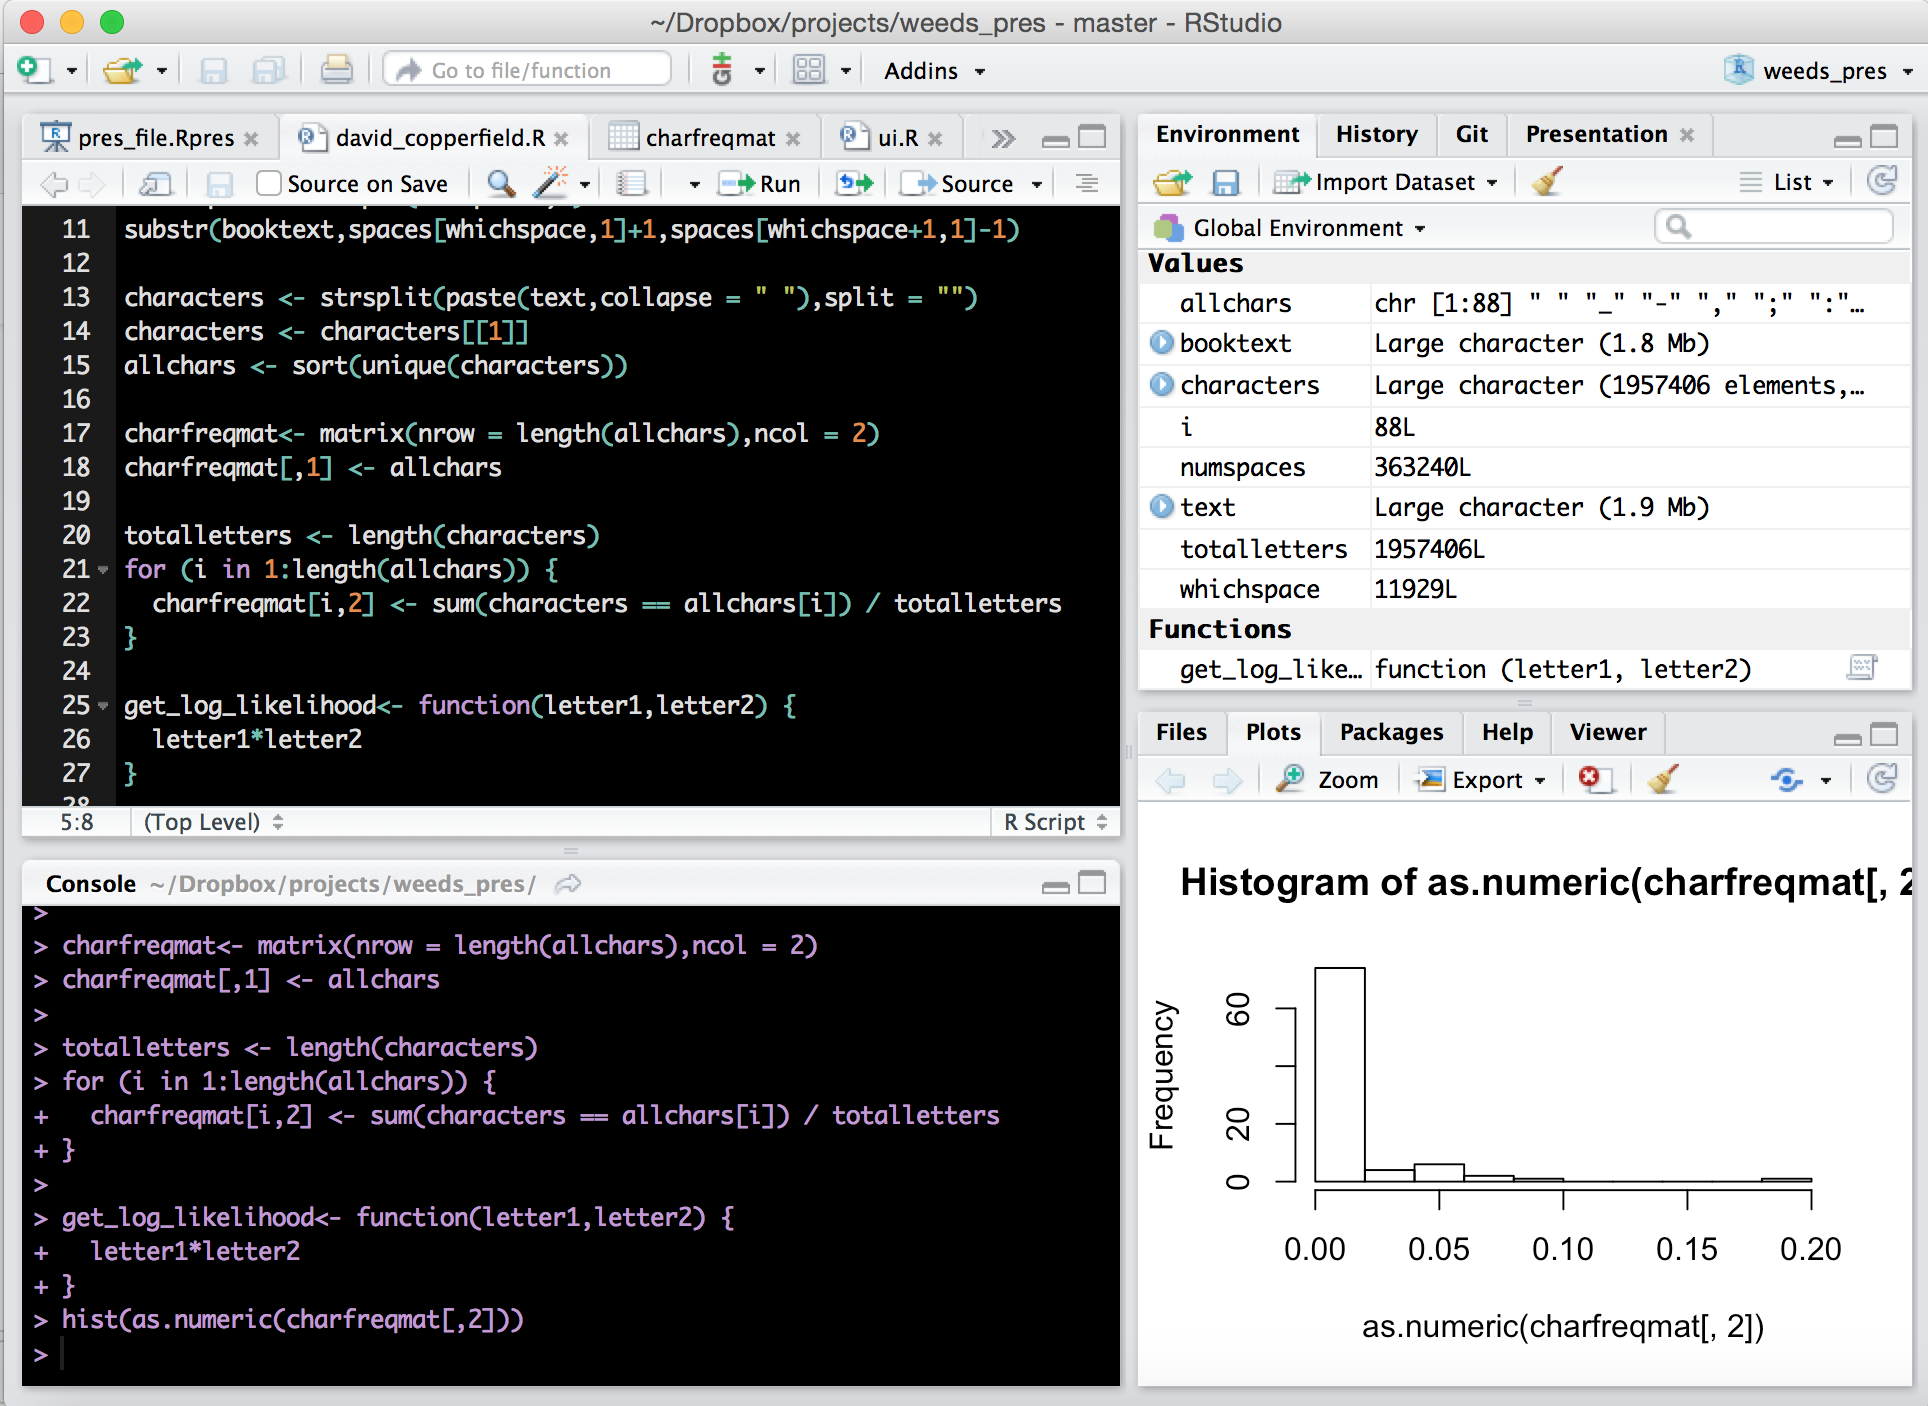 ~/Dropbox/projects/weeds_pres - master - RStudio
Go to file/function
Addins
weeds_pres
pres_file.Rpres
david_copperfield.R
charfreqmat
ui.R
Source on Save
Run
Source
11 substr(booktext,spaces[whichspace,1]+1,spaces[whichspace+1,1]-1)
12
13 characters <- strsplit(paste(text,collapse = " "),split = "")
14 characters <- characters[[1]]
15 allchars <- sort(unique(characters))
16
17 charfreqmat<- matrix(nrow = length(allchars),ncol = 2)
18 charfreqmat[,1] <- allchars
19
20 totalletters <- length(characters)
21 for (i in 1:length(allchars)) {
22   charfreqmat[i,2] <- sum(characters == allchars[i]) / totalletters
23 }
24
25 get_log_likelihood<- function(letter1,letter2) {
26   letter1*letter2
27 }
28
5:8 (Top Level) R Script
Console ~/Dropbox/projects/weeds_pres/
>
> charfreqmat<- matrix(nrow = length(allchars),ncol = 2)
> charfreqmat[,1] <- allchars
>
> totalletters <- length(characters)
> for (i in 1:length(allchars)) {
+   charfreqmat[i,2] <- sum(characters == allchars[i]) / totalletters
+ }
>
> get_log_likelihood<- function(letter1,letter2) {
+   letter1*letter2
+ }
> hist(as.numeric(charfreqmat[,2]))
>
Environment History Git Presentation
Import Dataset List
Global Environment
Values
allchars chr [1:88] " " "_" "-" "," ";" ":"…
booktext Large character (1.8 Mb)
characters Large character (1957406 elements,…
i 88L
numspaces 363240L
text Large character (1.9 Mb)
totalletters 1957406L
whichspace 11929L
Functions
get_log_like… function (letter1, letter2)
Files Plots Packages Help Viewer
Zoom Export
Histogram of as.numeric(charfreqmat[, 2
Frequency
60
20
0
0.00 0.05 0.10 0.15 0.20
as.numeric(charfreqmat[, 2])